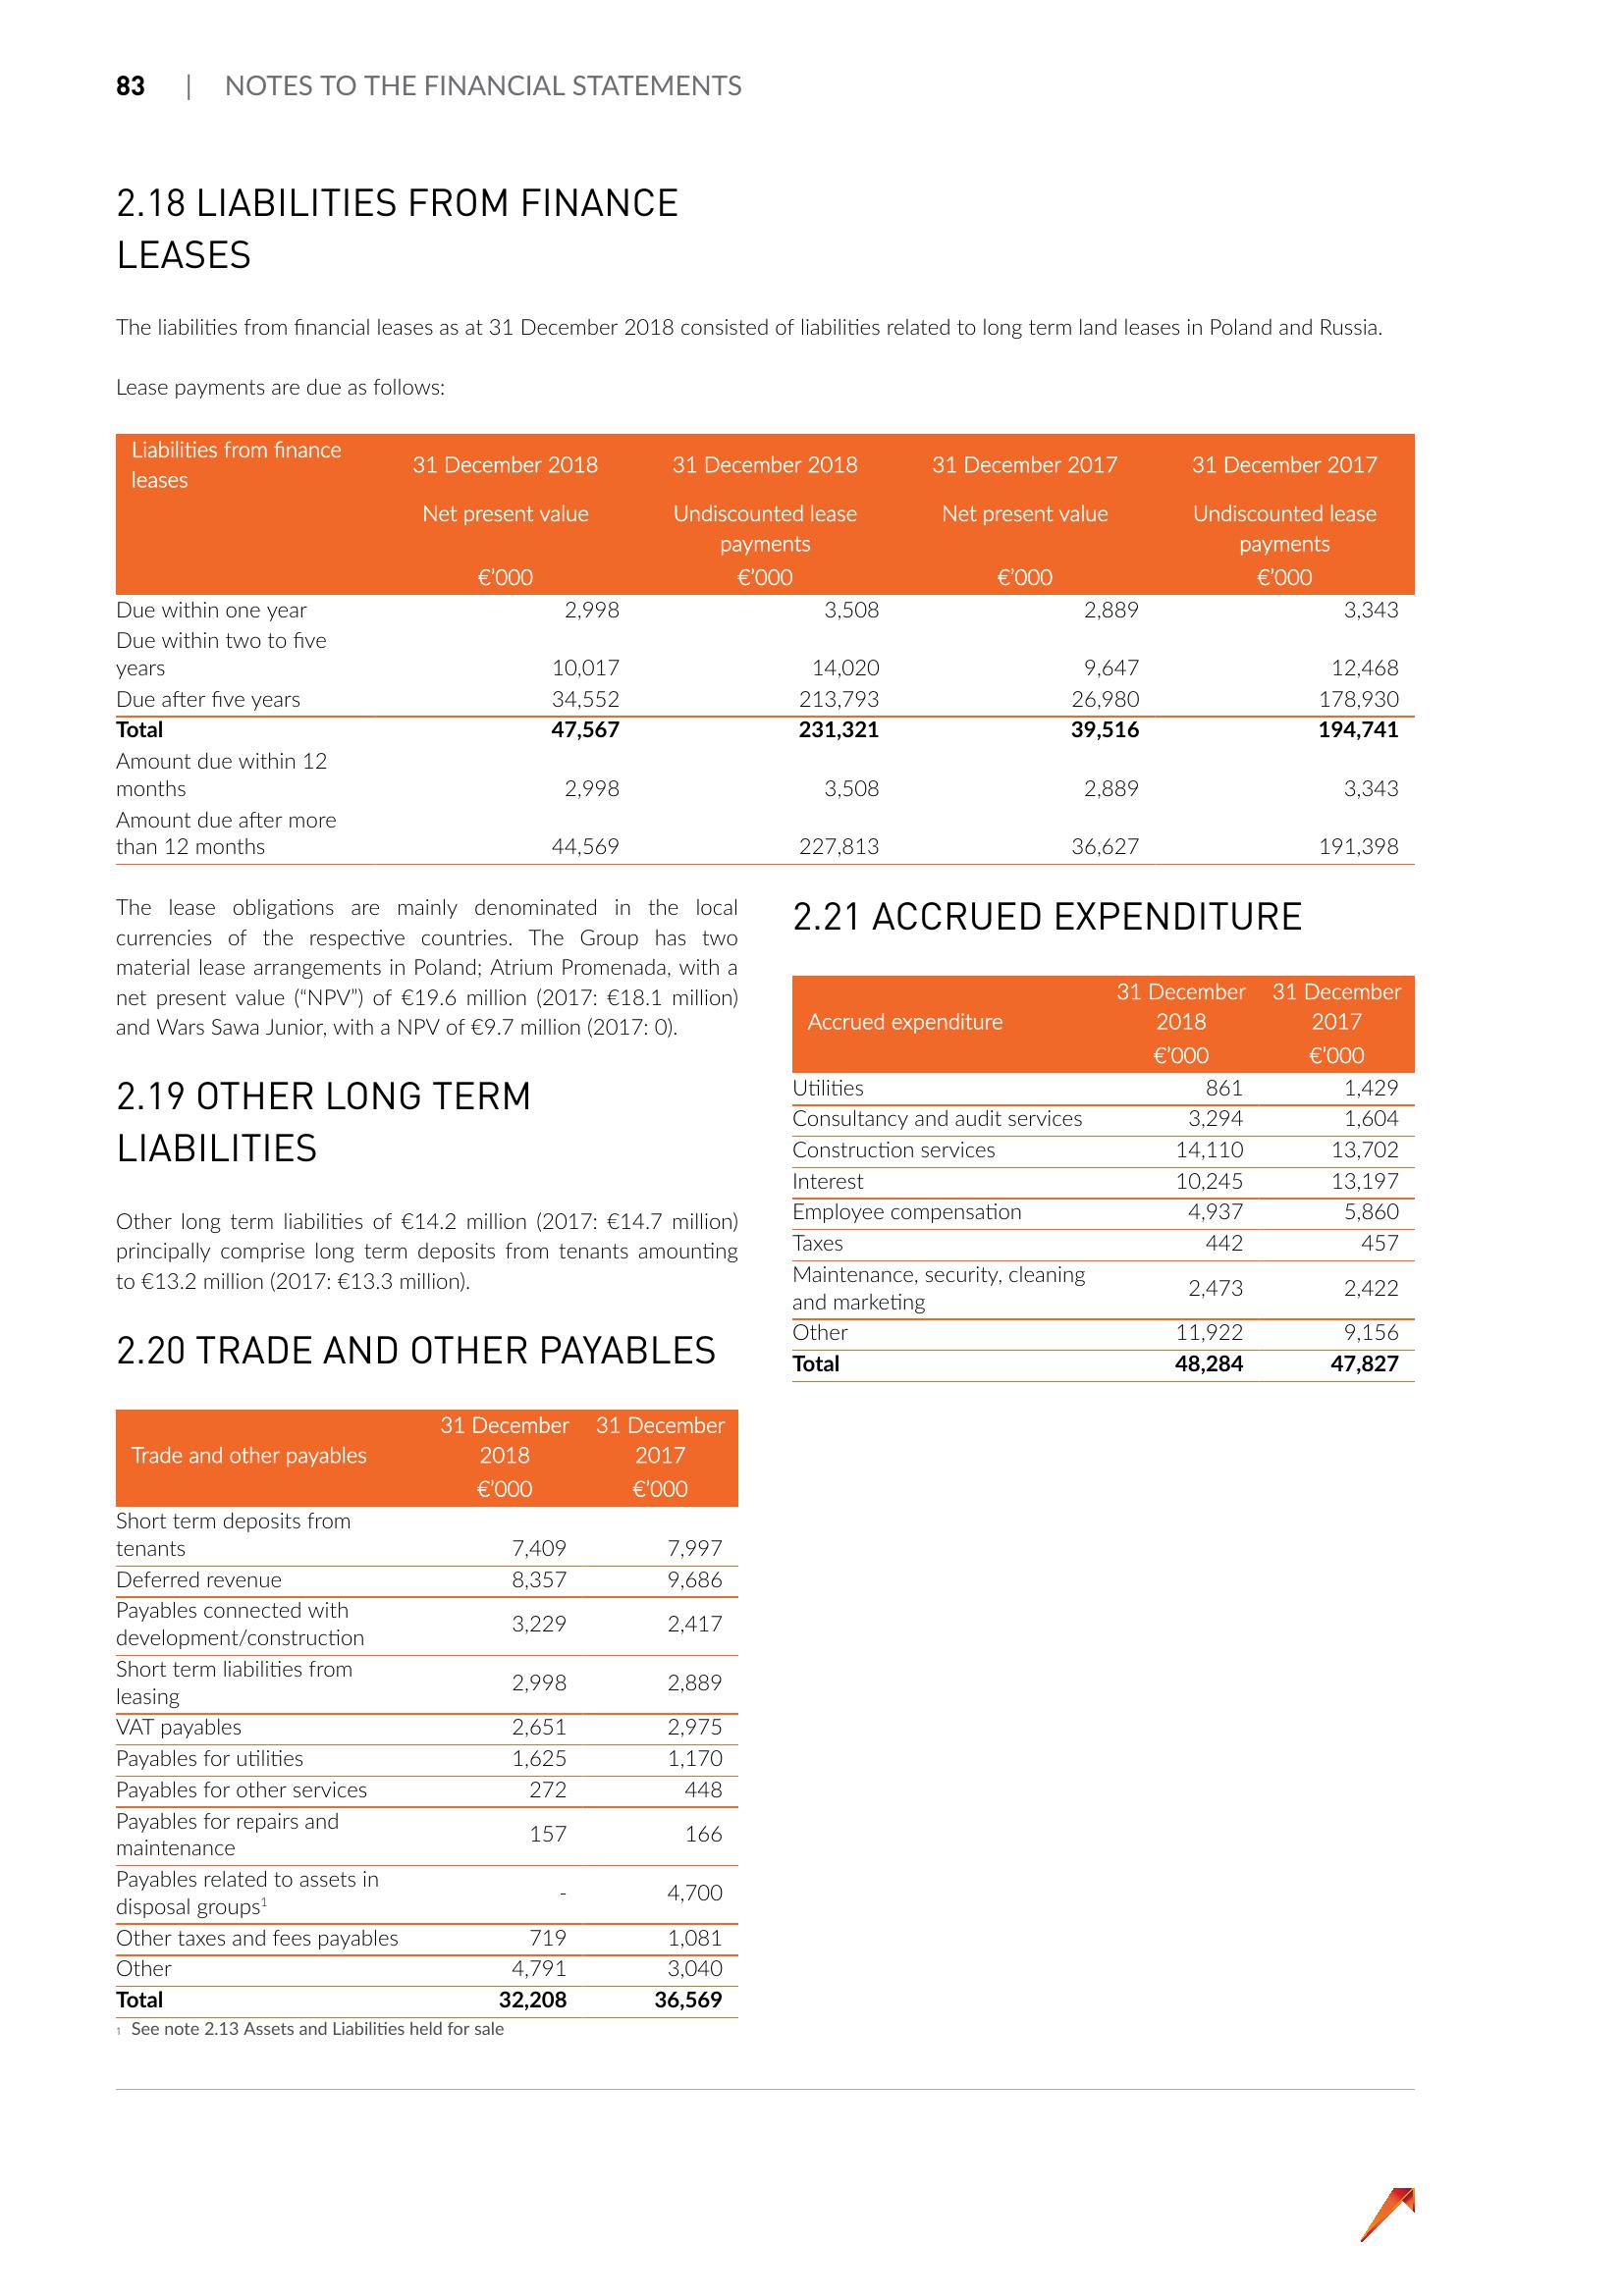 83 | NOTES TO THE FINANCIAL STATEMENTS
2.18 LIABILITIES FROM FINANCE
LEASES
The liabilities from financial leases as at 31 December 2018 consisted of liabilities related to long term land leases in Poland and Russia.
Lease payments are due as follows:
Liabilities from finance
leases
31 December 2018 31 December 2018 31 December 2017 31 December 2017
Net present value Undiscounted lease Net present value Undiscounted lease
payments payments
€’000 €’000 €’000 €’000
Due within one year 2,998 3,508 2,889 3,343
Due within two to five
years 10,017 14,020 9,647 12,468
Due after five years 34,552 213,793 26,980 178,930
Total 47,567 231,321 39,516 194,741
Amount due within 12
months 2,998 3,508 2,889 3,343
Amount due after more
than 12 months 44,569 227,813 36,627 191,398
The lease obligations are mainly denominated in the local
currencies of the respective countries. The Group has two
material lease arrangements in Poland; Atrium Promenada, with a
net present value (“NPV”) of €19.6 million (2017: €18.1 million)
and Wars Sawa Junior, with a NPV of €9.7 million (2017: 0).
2.19 OTHER LONG TERM
LIABILITIES
Other long term liabilities of €14.2 million (2017: €14.7 million)
principally comprise long term deposits from tenants amounting
to €13.2 million (2017: €13.3 million).
2.20 TRADE AND OTHER PAYABLES
31 December 31 December
Trade and other payables 2018 2017
€’000 €’000
Short term deposits from
tenants 7,409 7,997
Deferred revenue 8,357 9,686
Payables connected with
development/construction 3,229 2,417
Short term liabilities from
leasing 2,998 2,889
VAT payables 2,651 2,975
Payables for utilities 1,625 1,170
Payables for other services 272 448
Payables for repairs and
maintenance 157 166
Payables related to assets in
disposal groups¹ - 4,700
Other taxes and fees payables 719 1,081
Other 4,791 3,040
Total 32,208 36,569
1 See note 2.13 Assets and Liabilities held for sale
2.21 ACCRUED EXPENDITURE
31 December 31 December
Accrued expenditure 2018 2017
€’000 €’000
Utilities 861 1,429
Consultancy and audit services 3,294 1,604
Construction services 14,110 13,702
Interest 10,245 13,197
Employee compensation 4,937 5,860
Taxes 442 457
Maintenance, security, cleaning
and marketing 2,473 2,422
Other 11,922 9,156
Total 48,284 47,827